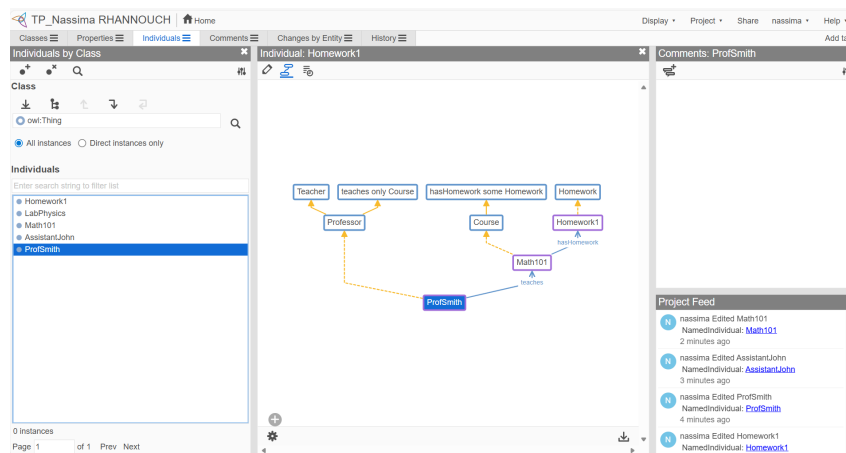 TP_Nassima RHANNOUCH Home Display Project Share nassima Help
Classes Properties Individuals Comments Changes by Entity History Add ta
Individuals by Class
Class
owl:Thing
All instances Direct instances only
Individuals
Enter search string to filter list
Homework1
LabPhysics
Math101
AssistantJohn
ProfSmith
0 instances
Page 1 of 1 Prev Next
Individual: Homework1
Teacher teaches only Course hasHomework some Homework Homework
Professor Course Homework1
hasHomework
Math101
teaches
ProfSmith
Comments: ProfSmith
Project Feed
N nassima Edited Math101
NamedIndividual: Math101
2 minutes ago
N nassima Edited AssistantJohn
NamedIndividual: AssistantJohn
3 minutes ago
N nassima Edited ProfSmith
NamedIndividual: ProfSmith
4 minutes ago
N nassima Edited Homework1
NamedIndividual: Homework1